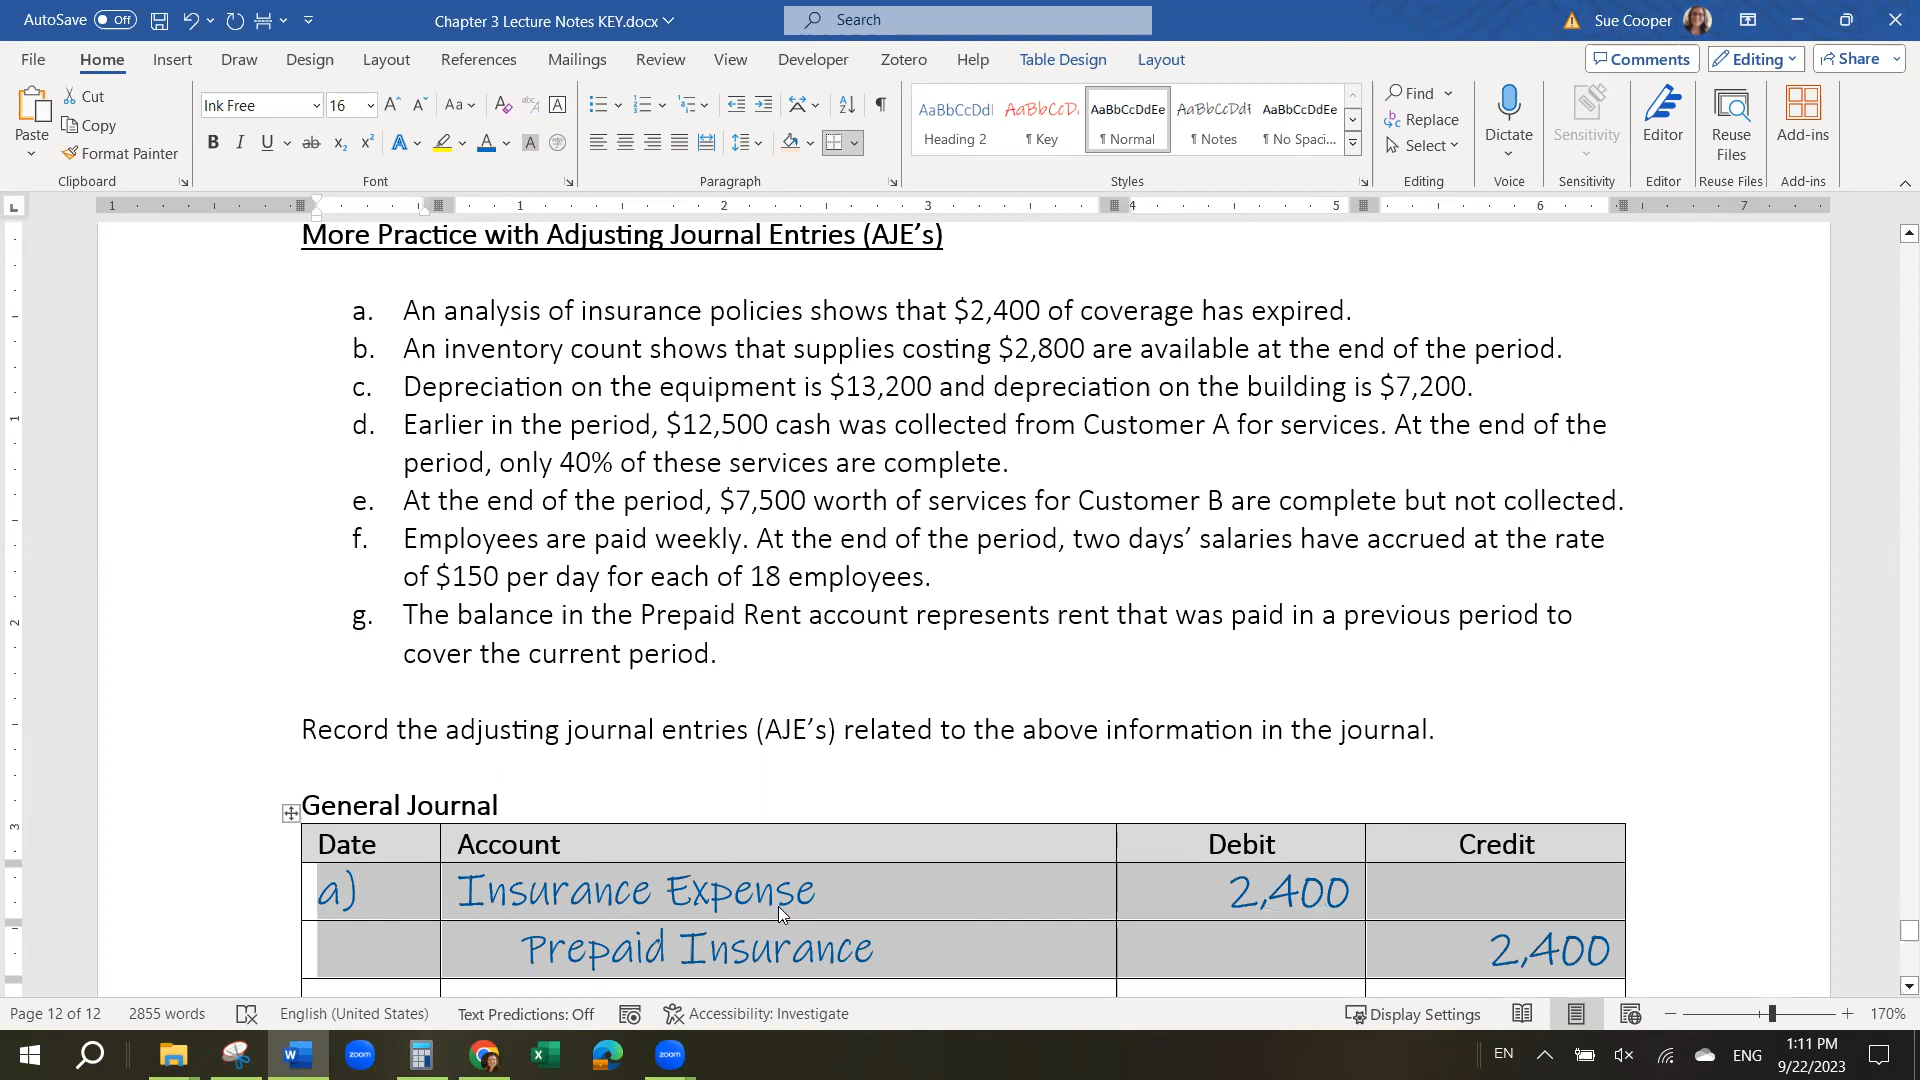 AutoSave Off Chapter 3 Lecture Notes KEY.docx Search Sue Cooper
File Home Insert Draw Design Layout References Mailings Review View Developer Zotero Help Table Design Layout Comments Editing Share
Paste Cut Copy Format Painter
Ink Free 16
AaBbCcDdI AaBbCcD. AaBbCcDdEe AaBbCcDdI AaBbCcDdEe
Heading 2 ¶ Key ¶ Normal ¶ Notes ¶ No Spaci...
Find Replace Select
Dictate Sensitivity Editor Reuse Files Add-ins
Clipboard Font Paragraph Styles Editing Voice Sensitivity Editor Reuse Files Add-ins
1 1 2 3 4 5 6 7
More Practice with Adjusting Journal Entries (AJE’s)
a. An analysis of insurance policies shows that $2,400 of coverage has expired.
b. An inventory count shows that supplies costing $2,800 are available at the end of the period.
c. Depreciation on the equipment is $13,200 and depreciation on the building is $7,200.
d. Earlier in the period, $12,500 cash was collected from Customer A for services. At the end of the
period, only 40% of these services are complete.
e. At the end of the period, $7,500 worth of services for Customer B are complete but not collected.
f. Employees are paid weekly. At the end of the period, two days’ salaries have accrued at the rate
of $150 per day for each of 18 employees.
g. The balance in the Prepaid Rent account represents rent that was paid in a previous period to
cover the current period.
Record the adjusting journal entries (AJE’s) related to the above information in the journal.
General Journal
Date Account Debit Credit
a) Insurance Expense 2,400
Prepaid Insurance 2,400
Page 12 of 12 2855 words English (United States) Text Predictions: Off Accessibility: Investigate Display Settings 170%
EN ENG 1:11 PM
9/22/2023